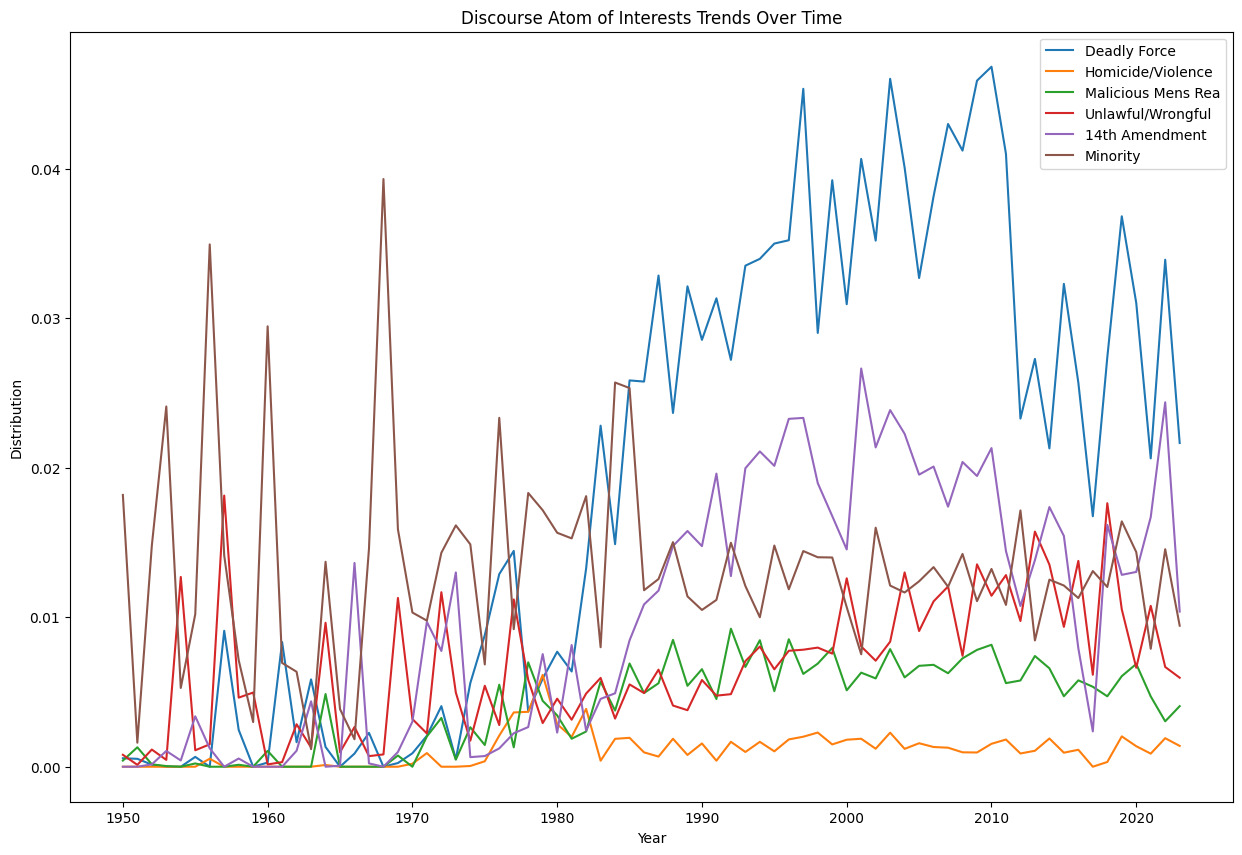 Discourse Atom of Interests Trends Over Time
Deadly Force
Homicide/Violence
Malicious Mens Rea
Unlawful/Wrongful
14th Amendment
Minority
0.04
0.03
0.02
0.01
0.00
Distribution
1950
1960
1970
1980
1990
2000
2010
2020
Year